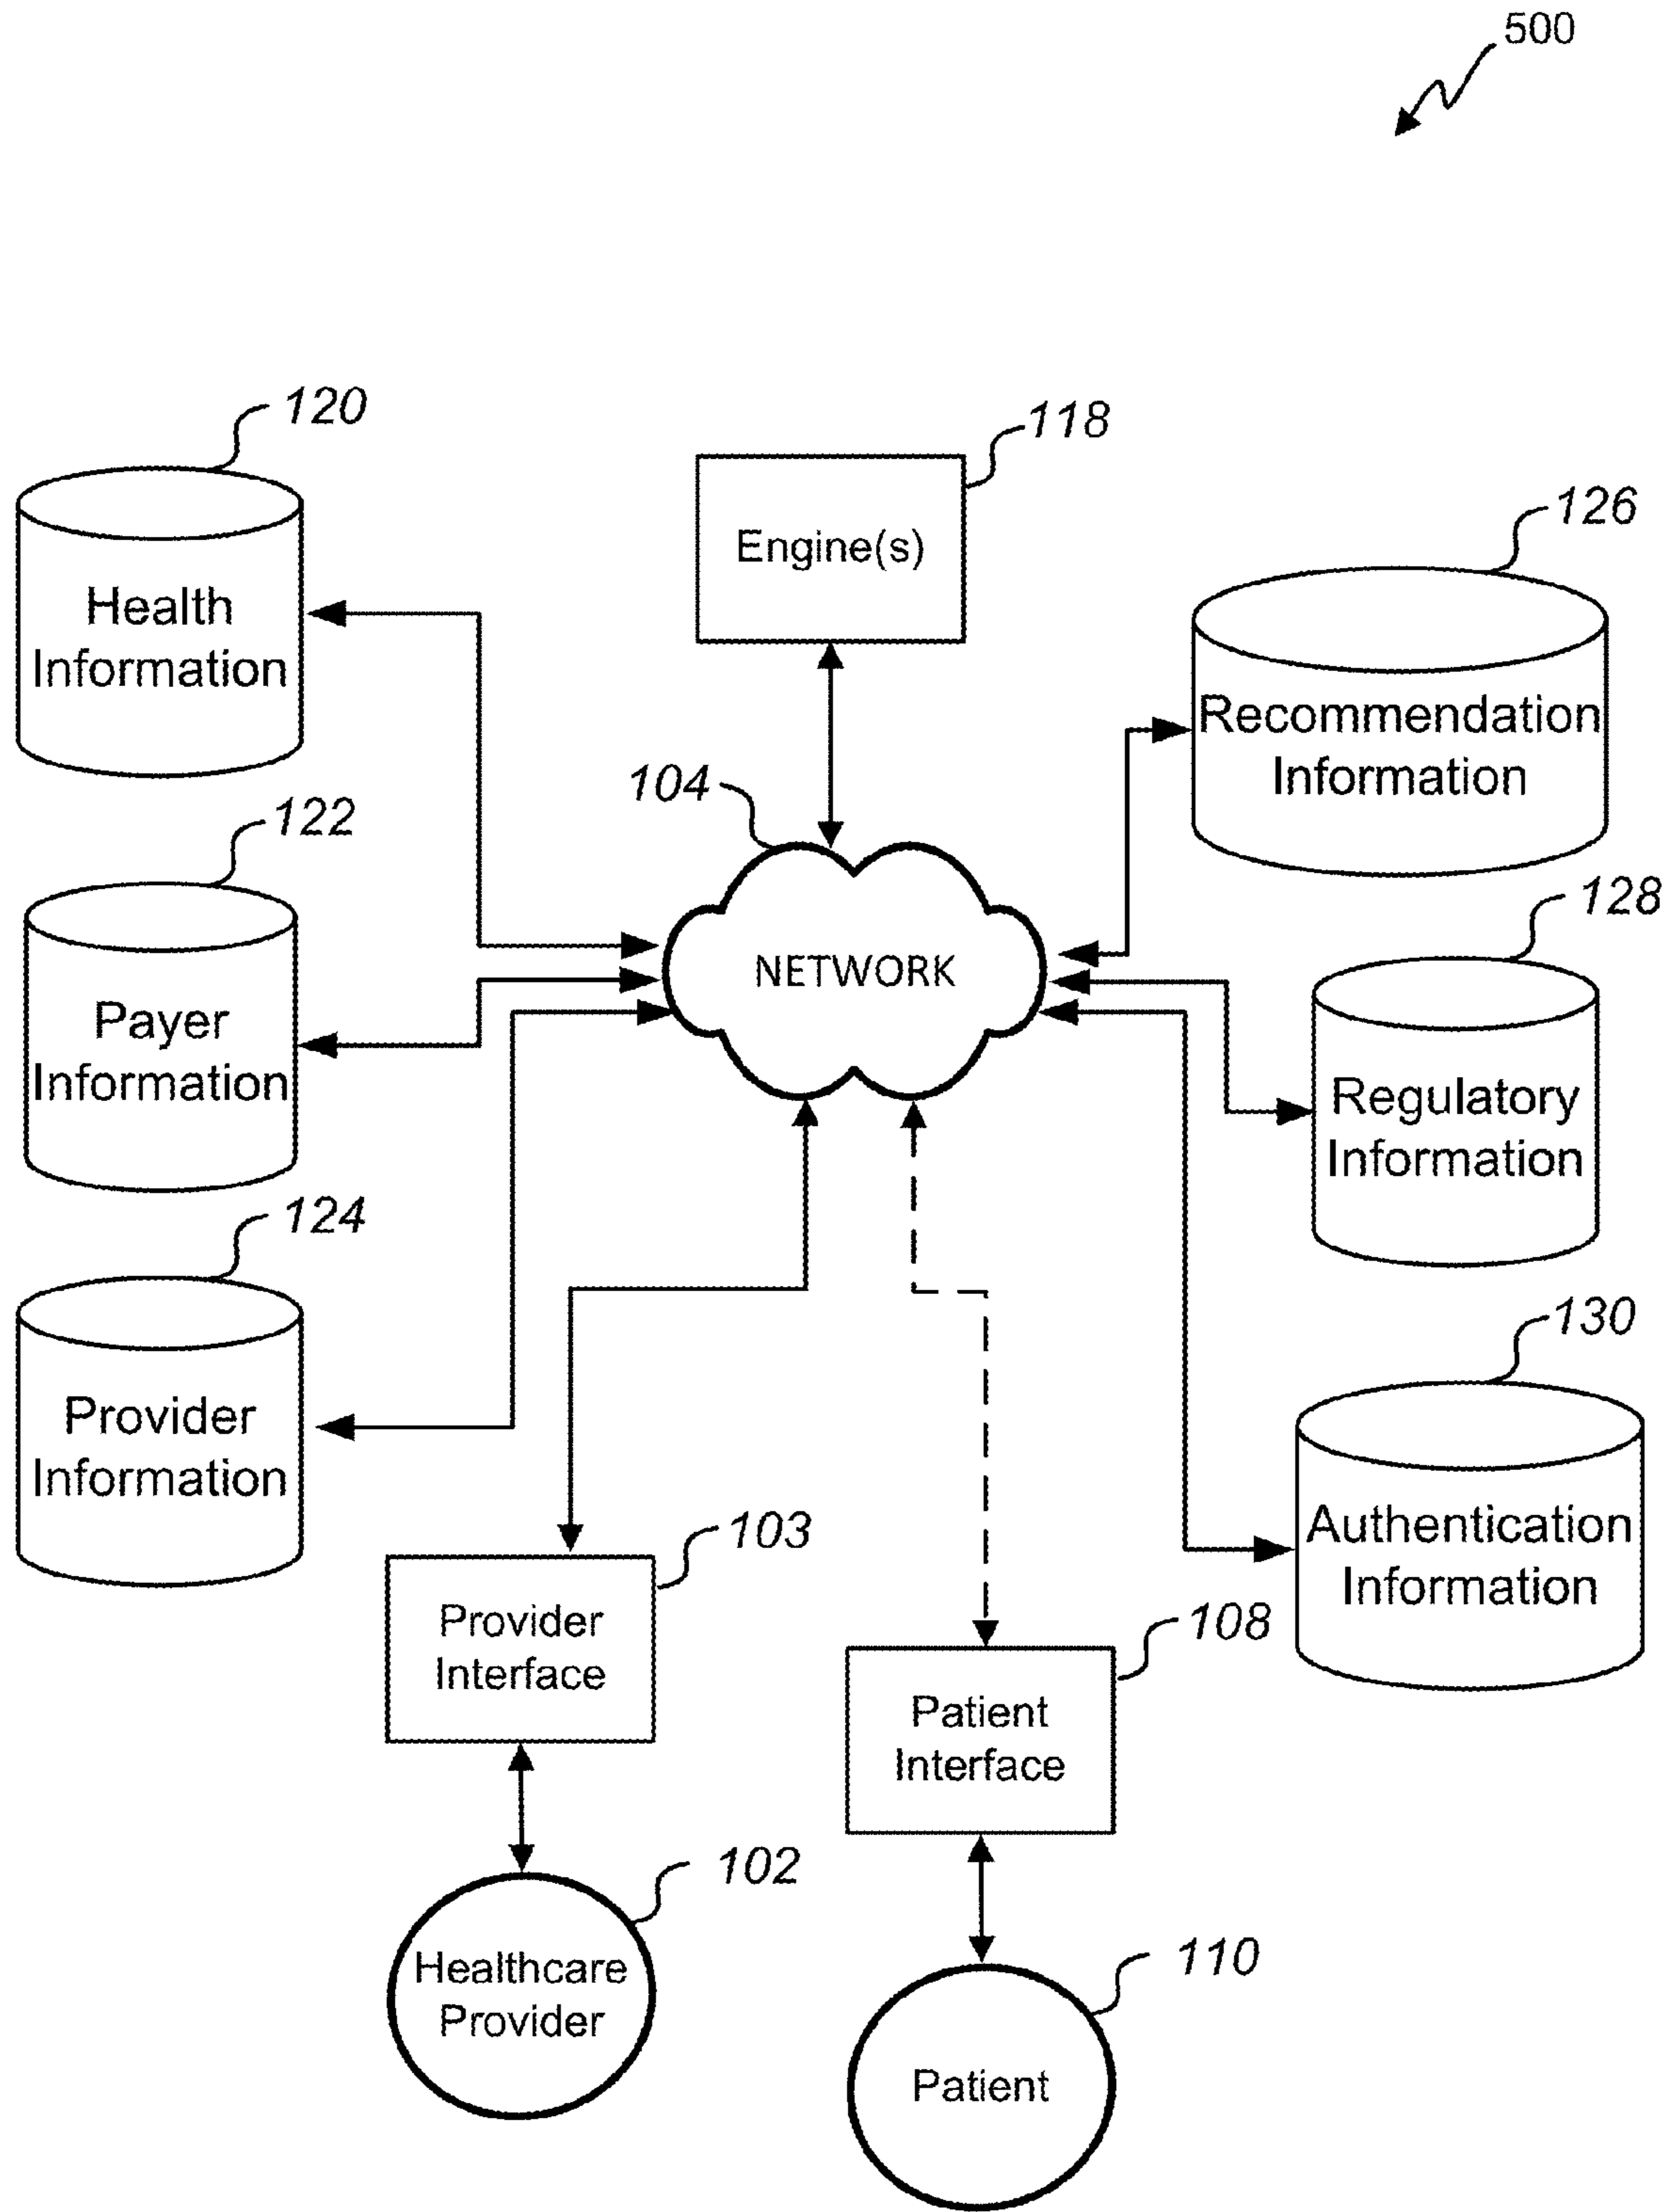 500
120
118
126
Health
Information
Engine(s)
Recommendation
Information
104
122
128
NETWORK
Payer
Information
Regulatory
Information
124
130
Provider
Information
Authentication
Information
103
Provider
Interface
108
Patient
Interface
102
Healthcare
Provider
110
Patient